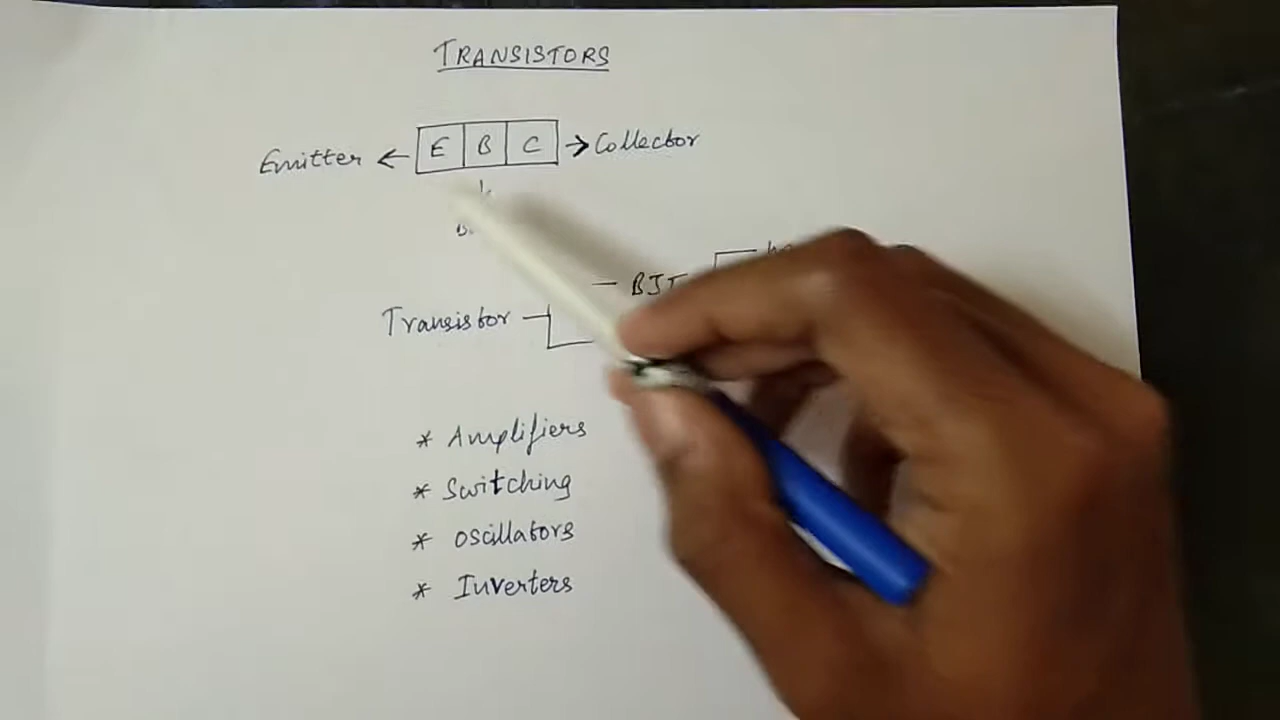 TRANSISTORS
Emitter ← E B C → Collector
BJT
Transistor
* Amplifiers
* Switching
* Oscillators
* Inverters